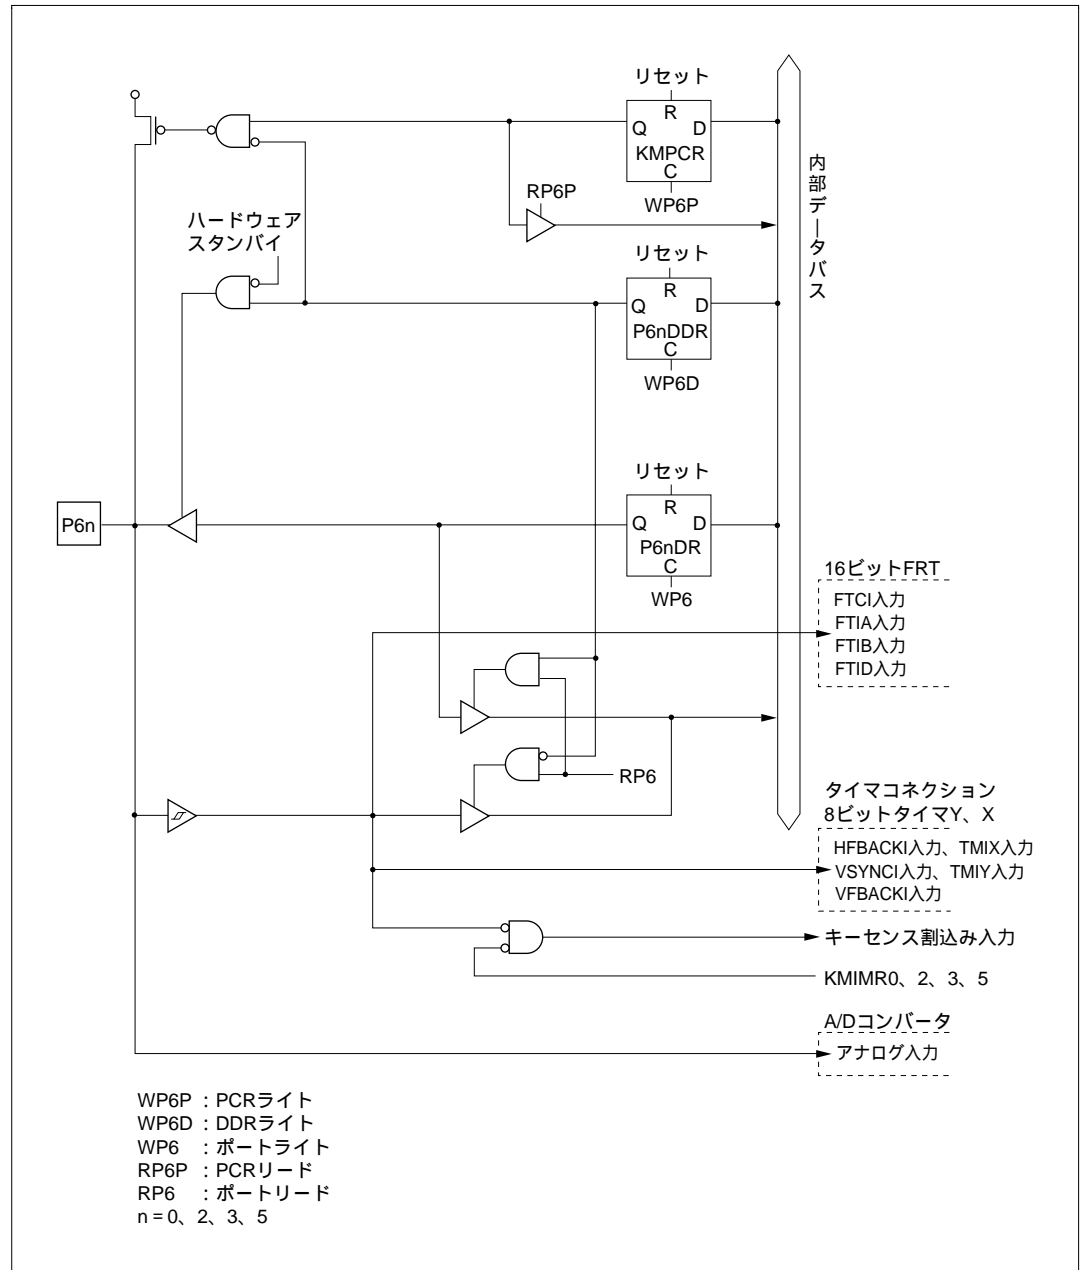 リセット
R
Q D
KMPCR
C
WP6P
RP6P
ハードウェア
スタンバイ
リセット
R
Q D
P6nDDR
C
WP6D
内部データバス
リセット
R
Q D
P6nDR
C
WP6
P6n
16ビットFRT
FTCI入力
FTIA入力
FTIB入力
FTID入力
RP6
タイマコネクション
8ビットタイマY、X
HFBACKI入力、TMIX入力
VSYNCI入力、TMIY入力
VFBACKI入力
キーセンス割込み入力
KMIMR0、2、3、5
A/Dコンバータ
アナログ入力
WP6P : PCRライト
WP6D : DDRライト
WP6 : ポートライト
RP6P : PCRリード
RP6 : ポートリード
n = 0、2、3、5